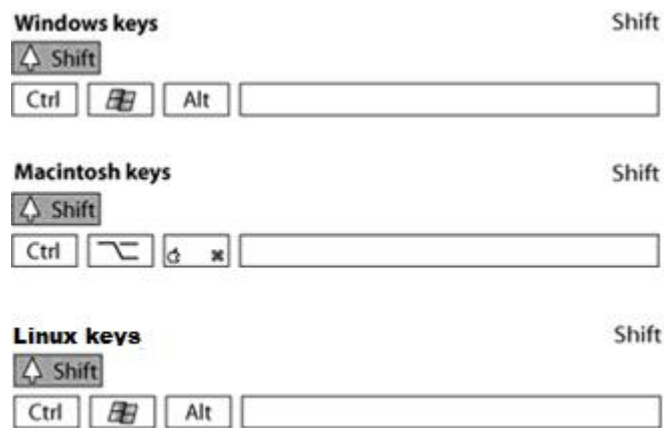 Windows keys Shift
Shift
Ctrl Alt
Macintosh keys Shift
Shift
Ctrl ⌥ ⌘
Linux keys Shift
Shift
Ctrl Alt